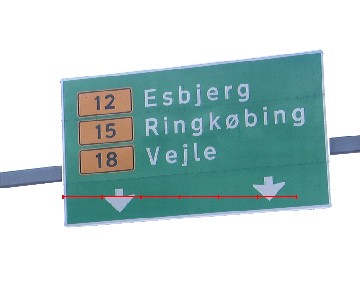 12 Esbjerg
15 Ringkøbing
18 Vejle